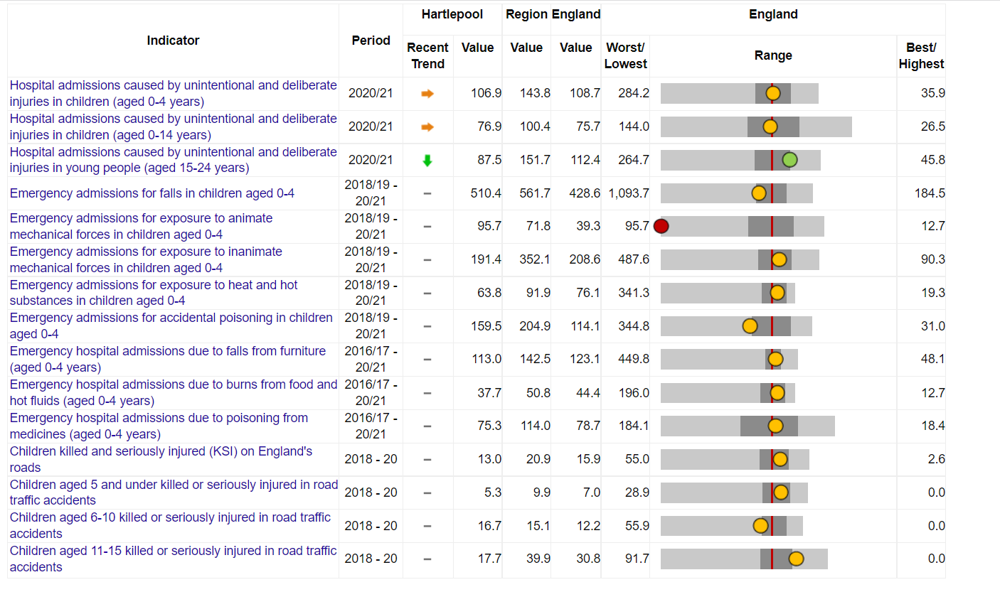 Hartlepool Region England England
Indicator Period Recent Trend Value Value Value Worst/ Lowest Range Best/ Highest
Hospital admissions caused by unintentional and deliberate
injuries in children (aged 0-4 years)
2020/21 106.9 143.8 108.7 284.2 35.9
Hospital admissions caused by unintentional and deliberate
injuries in children (aged 0-14 years)
2020/21 76.9 100.4 75.7 144.0 26.5
Hospital admissions caused by unintentional and deliberate
injuries in young people (aged 15-24 years)
2020/21 87.5 151.7 112.4 264.7 45.8
Emergency admissions for falls in children aged 0-4
2018/19 -
20/21
– 510.4 561.7 428.6 1,093.7 184.5
Emergency admissions for exposure to animate
mechanical forces in children aged 0-4
2018/19 -
20/21
– 95.7 71.8 39.3 95.7 12.7
Emergency admissions for exposure to inanimate
mechanical forces in children aged 0-4
2018/19 -
20/21
– 191.4 352.1 208.6 487.6 90.3
Emergency admissions for exposure to heat and hot
substances in children aged 0-4
2018/19 -
20/21
– 63.8 91.9 76.1 341.3 19.3
Emergency admissions for accidental poisoning in children
aged 0-4
2018/19 -
20/21
– 159.5 204.9 114.1 344.8 31.0
Emergency hospital admissions due to falls from furniture
(aged 0-4 years)
2016/17 -
20/21
– 113.0 142.5 123.1 449.8 48.1
Emergency hospital admissions due to burns from food and
hot fluids (aged 0-4 years)
2016/17 -
20/21
– 37.7 50.8 44.4 196.0 12.7
Emergency hospital admissions due to poisoning from
medicines (aged 0-4 years)
2016/17 -
20/21
– 75.3 114.0 78.7 184.1 18.4
Children killed and seriously injured (KSI) on England's
roads
2018 - 20 – 13.0 20.9 15.9 55.0 2.6
Children aged 5 and under killed or seriously injured in road
traffic accidents
2018 - 20 – 5.3 9.9 7.0 28.9 0.0
Children aged 6-10 killed or seriously injured in road traffic
accidents
2018 - 20 – 16.7 15.1 12.2 55.9 0.0
Children aged 11-15 killed or seriously injured in road traffic
accidents
2018 - 20 – 17.7 39.9 30.8 91.7 0.0